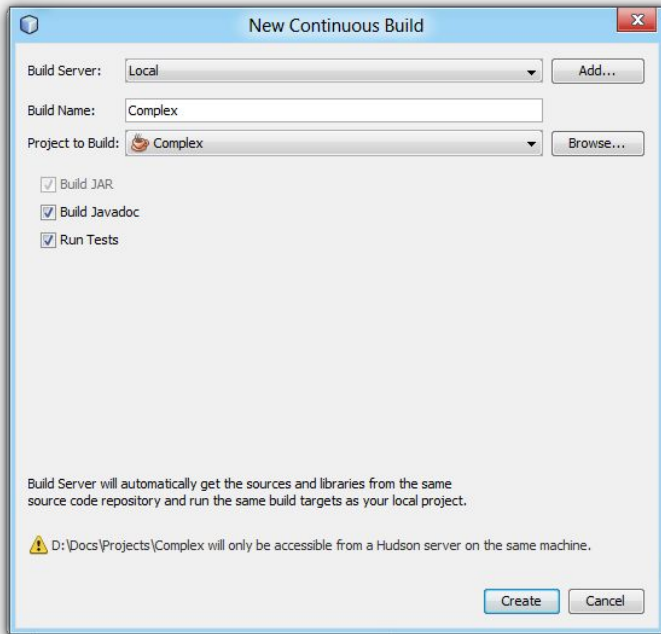 New Continuous Build
Build Server: Local Add...
Build Name: Complex
Project to Build: Complex Browse...
Build JAR
Build Javadoc
Run Tests
Build Server will automatically get the sources and libraries from the same
source code repository and run the same build targets as your local project.
D:\Docs\Projects\Complex will only be accessible from a Hudson server on the same machine.
Create Cancel